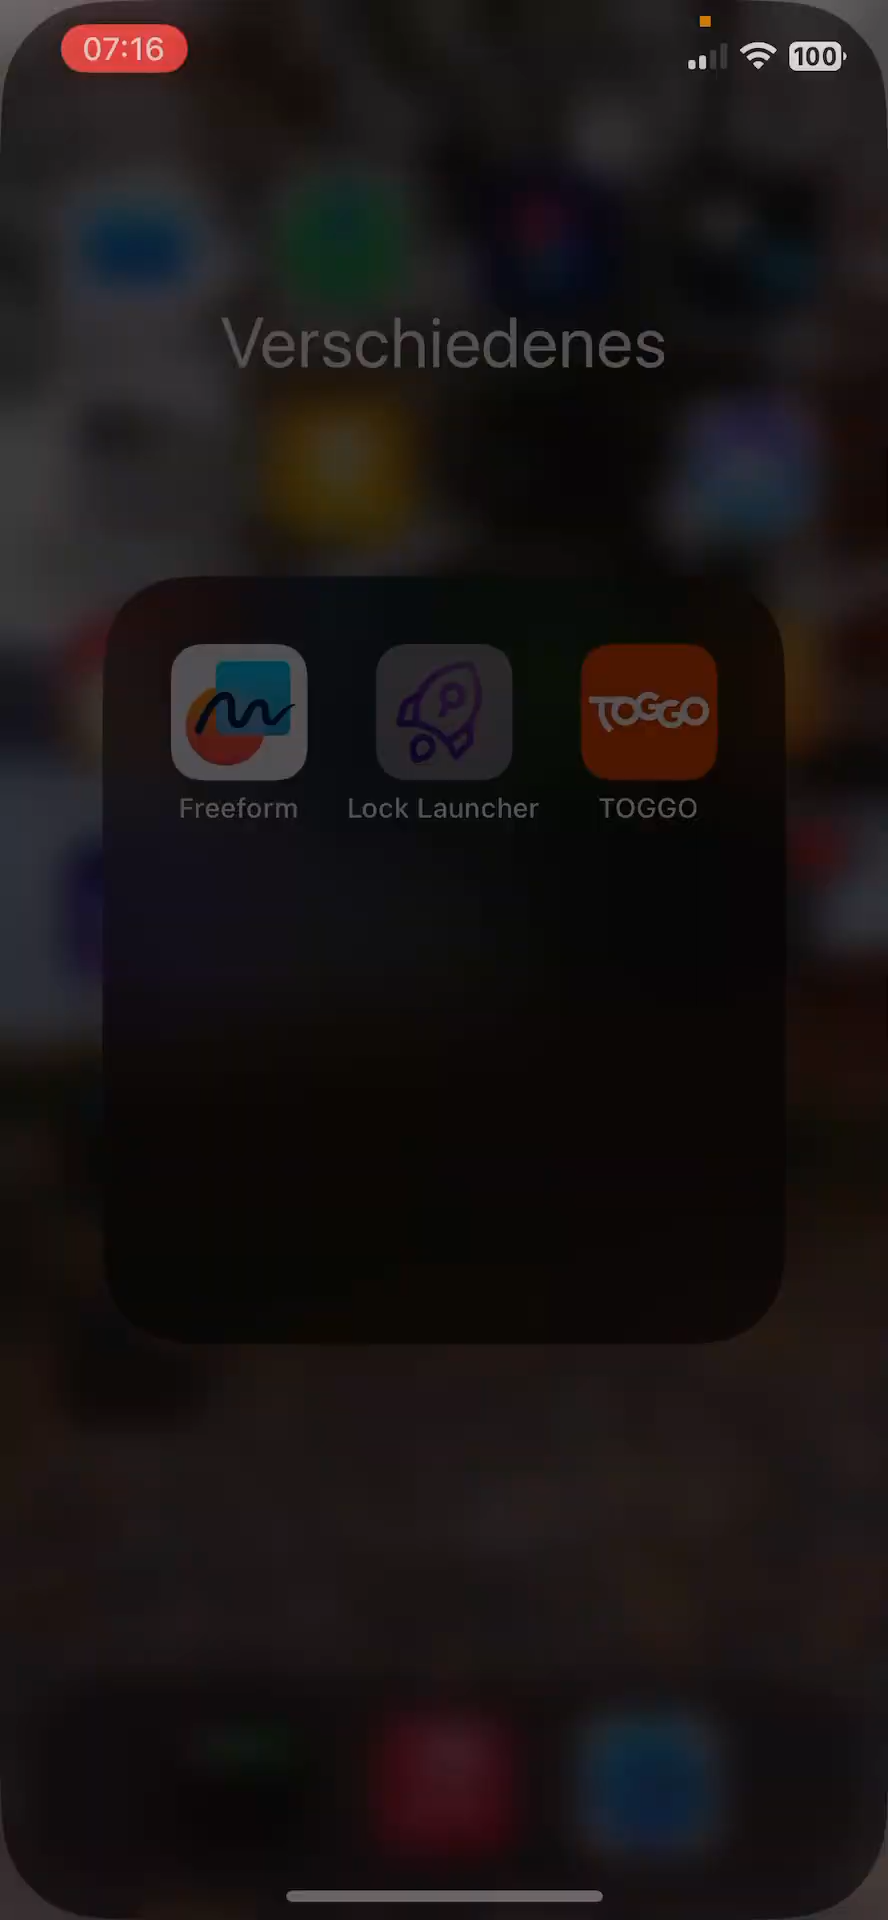 07:16
100
Verschiedenes
TOGGO
Freeform
Lock Launcher
TOGGO